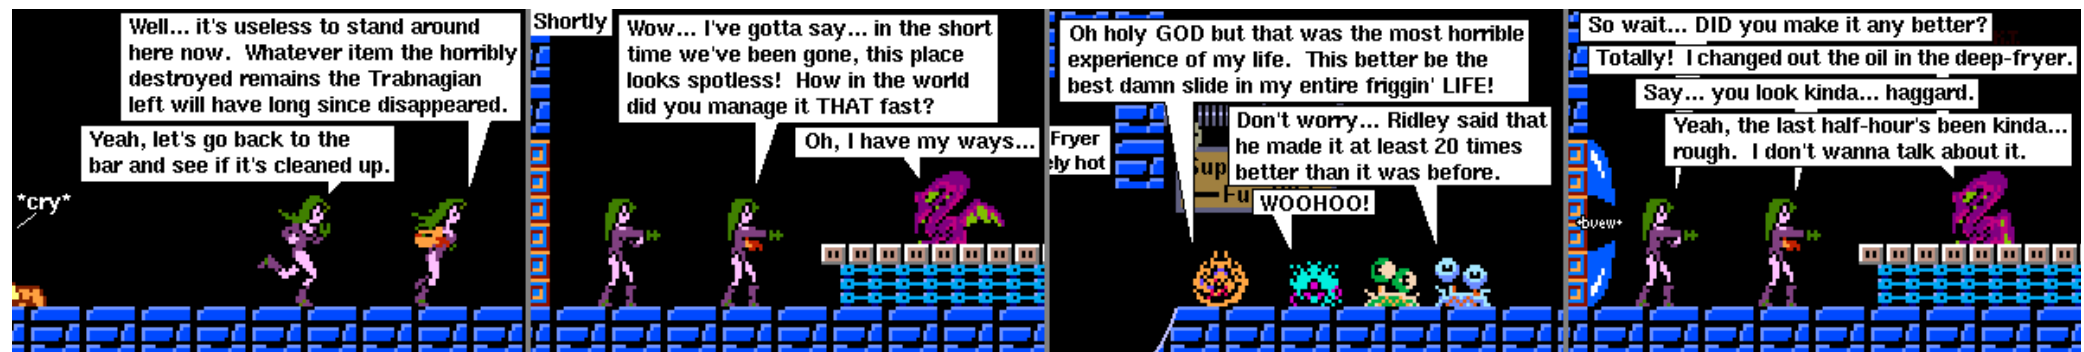 Well... it's useless to stand around
here now.  Whatever item the horribly
destroyed remains the Trabnagian
left will have long since disappeared.
Yeah, let's go back to the
bar and see if it's cleaned up.
*cry*
Shortly
Wow... I've gotta say... in the short
time we've been gone, this place
looks spotless!  How in the world
did you manage it THAT fast?
Oh, I have my ways...
Oh holy GOD but that was the most horrible
experience of my life.  This better be the
best damn slide in my entire friggin' LIFE!
Don't worry... Ridley said that
he made it at least 20 times
better than it was before.
WOOHOO!
Fryer
ely hot
Sup
Fu
So wait... DID you make it any better?
Totally!  I changed out the oil in the deep-fryer.
Say... you look kinda... haggard.
Yeah, the last half-hour's been kinda...
rough.  I don't wanna talk about it.
*bvew*